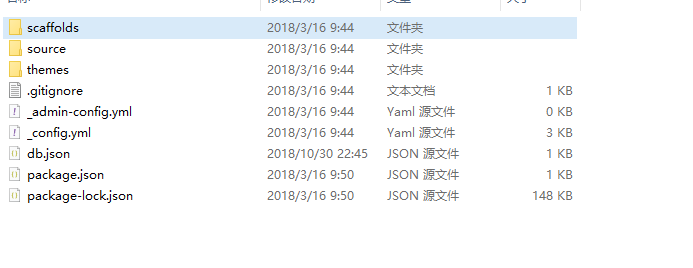 scaffolds 2018/3/16 9:44 文件夹
source 2018/3/16 9:44 文件夹
themes 2018/3/16 9:44 文件夹
.gitignore 2018/3/16 9:44 文本文档 1 KB
_admin-config.yml 2018/3/16 9:44 Yaml 源文件 0 KB
_config.yml 2018/3/16 9:44 Yaml 源文件 3 KB
db.json 2018/10/30 22:45 JSON 源文件 1 KB
package.json 2018/3/16 9:50 JSON 源文件 1 KB
package-lock.json 2018/3/16 9:50 JSON 源文件 148 KB